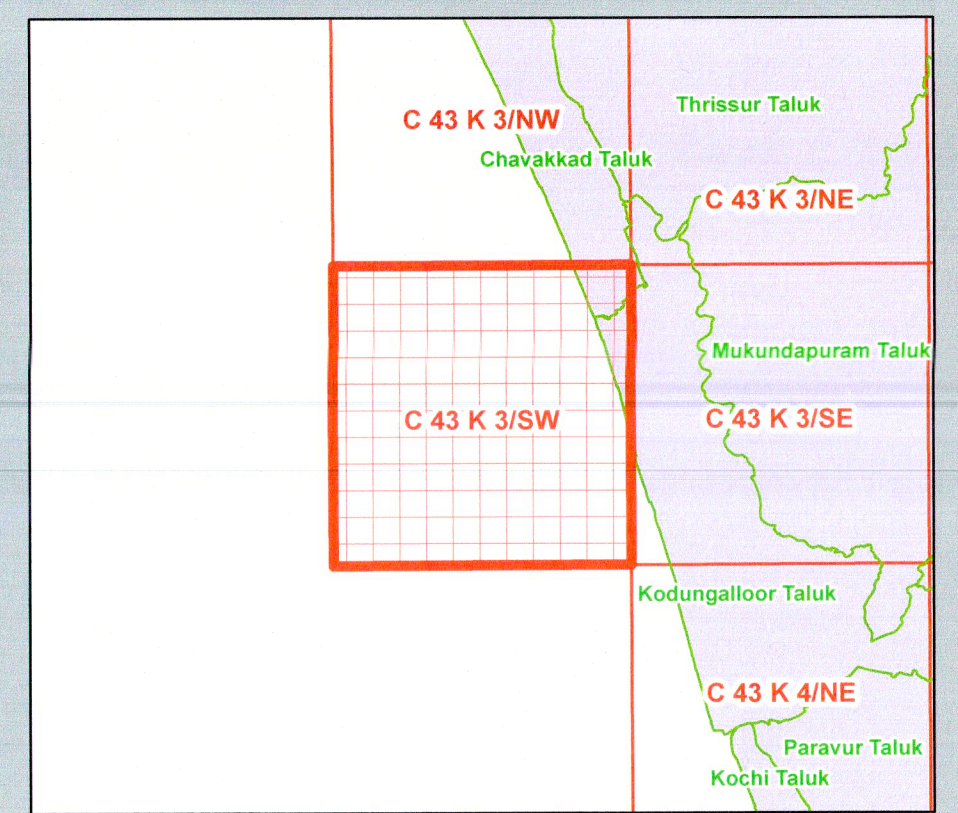 Thrissur Taluk
C 43 K 3/NW
Chavakkad Taluk
C 43 K 3/NE
Mukundapuram Taluk
C 43 K 3/SW
C 43 K 3/SE
Kodungalloor Taluk
C 43 K 4/NE
Paravur Taluk
Kochi Taluk